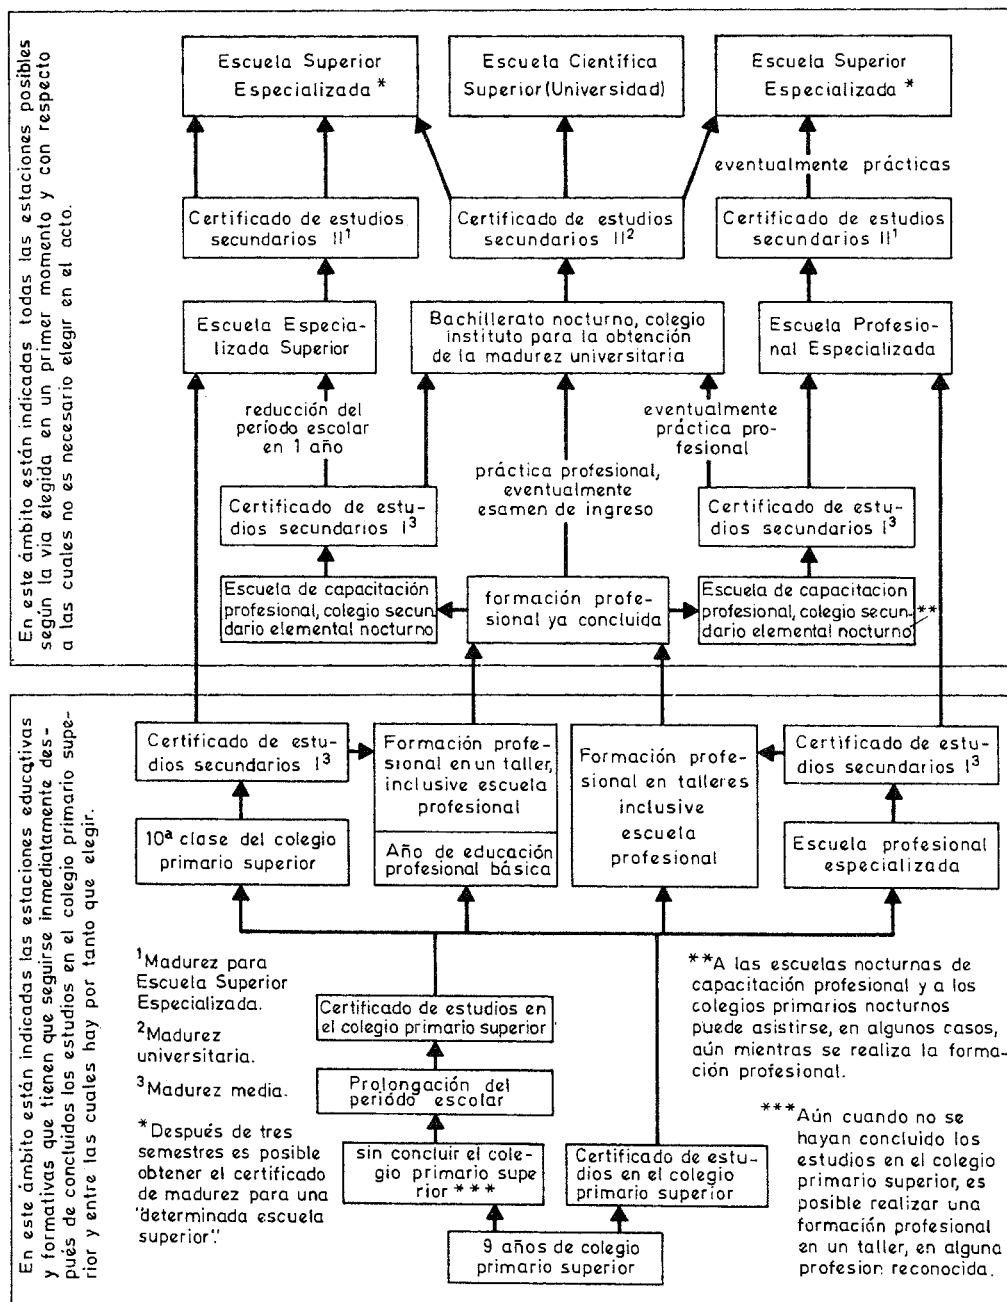 En este ámbito están indicadas todas las estaciones posibles
según la via elegida en un primer momento y con respecto
a las cuales no es necesario elegir en el acto.
Escuela Superior
Especializada *
Escuela Científica
Superior (Universidad)
Escuela Superior
Especializada *
eventualmente prácticas
Certificado de estudios
secundarios II¹
Certificado de estudios
secundarios II²
Certificado de estudios
secundarios II¹
Escuela Especia-
lizada Superior
Bachillerato nocturno, colegio
instituto para la obtención
de la madurez universitaria
Escuela Profesio-
nal Especializada
reducción del
período escolar
en 1 año
práctica profesional,
eventualmente
esamen de ingreso
eventualmente
práctica pro-
fesional
Certificado de estu-
dios secundarios I³
Certificado de estu-
dios secundarios I³
Escuela de capacitación
profesional, colegio secun-
dario elemental nocturno
formación profe-
sional ya concluida
Escuela de capacitacion
profesional, colegio secun-
dario elemental nocturno **
En este ámbito están indicadas las estaciones educativas
y formativas que tienen que seguirse inmediatamente des-
pués de concluídos los estudios en el colegio primario supe-
rior y entre las cuales hay por tanto que elegir.
Certificado de estu-
dios secundarios I³
Formación profe-
sional en un taller,
inclusive escuela
profesional
Formación profe-
sional en talleres
inclusive
escuela
profesional
Certificado de estu-
dios secundarios I³
10ª clase del colegio
primario superior
Año de educación
profesional básica
Escuela profesional
especializada
¹Madurez para
Escuela Superior
Especializada.
²Madurez
universitaria.
³Madurez media.
*Después de tres
semestres es posible
obtener el certificado
de madurez para una
"determinada escuela
superior".
Certificado de estudios en
el colegio primario superior
Prolongación del
periódo escolar
sin concluir el cole-
gio primario supe
rior ***
Certificado de estu-
dios en el colegio
primario superior
9 años de colegio
primario superior
**A las escuelas nocturnas de
capacitación profesional y a los
colegios primarios nocturnos
puede asistirse, en algunos casos,
aún mientras se realiza la forma-
ción profesional.
***Aún cuando no se
hayan concluido los
estudios en el colegio
primario superior, es
posible realizar una
formación profesional
en un taller, en alguna
profesion reconocida.